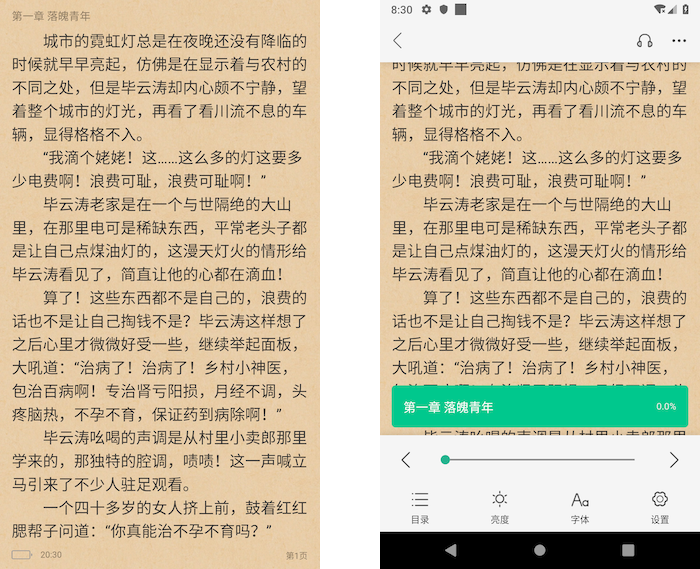 第一章 落魄青年
城市的霓虹灯总是在夜晚还没有降临的
时候就早早亮起，仿佛是在显示着与农村的
不同之处，但是毕云涛却内心颇不宁静，望
着整个城市的灯光，再看了看川流不息的车
辆，显得格格不入。
“我滴个姥姥！这……这么多的灯这要多
少电费啊！浪费可耻，浪费可耻啊！”
毕云涛老家是在一个与世隔绝的大山
里，在那里电可是稀缺东西，平常老头子都
是让自己点煤油灯的，这漫天灯火的情形给
毕云涛看见了，简直让他的心都在滴血！
算了！这些东西都不是自己的，浪费的
话也不是让自己掏钱不是？毕云涛这样想了
之后心里才微微好受一些，继续举起面板，
大吼道：“治病了！治病了！乡村小神医，
包治百病啊！专治肾亏阳损，月经不调，头
疼脑热，不孕不育，保证药到病除啊！”
毕云涛吆喝的声调是从村里小卖郎那里
学来的，那独特的腔调，啧啧！这一声喊立
马引来了不少人驻足观看。
一个四十多岁的女人挤上前，鼓着红红
腮帮子问道：“你真能治不孕不育吗？”
20:30
第1页
8:30
时候就早早亮起，仿佛是在显示着与农村的
不同之处，但是毕云涛却内心颇不宁静，望
着整个城市的灯光，再看了看川流不息的车
辆，显得格格不入。
“我滴个姥姥！这……这么多的灯这要多
少电费啊！浪费可耻，浪费可耻啊！”
毕云涛老家是在一个与世隔绝的大山
里，在那里电可是稀缺东西，平常老头子都
是让自己点煤油灯的，这漫天灯火的情形给
毕云涛看见了，简直让他的心都在滴血！
算了！这些东西都不是自己的，浪费的
话也不是让自己掏钱不是？毕云涛这样想了
之后心里才微微好受一些，继续举起面板，
大吼道：“治病了！治病了！乡村小神医，
第一章 落魄青年
0.0%
毕云涛吆喝的声调是从村里小卖郎那里
目录
亮度
Aa
字体
设置